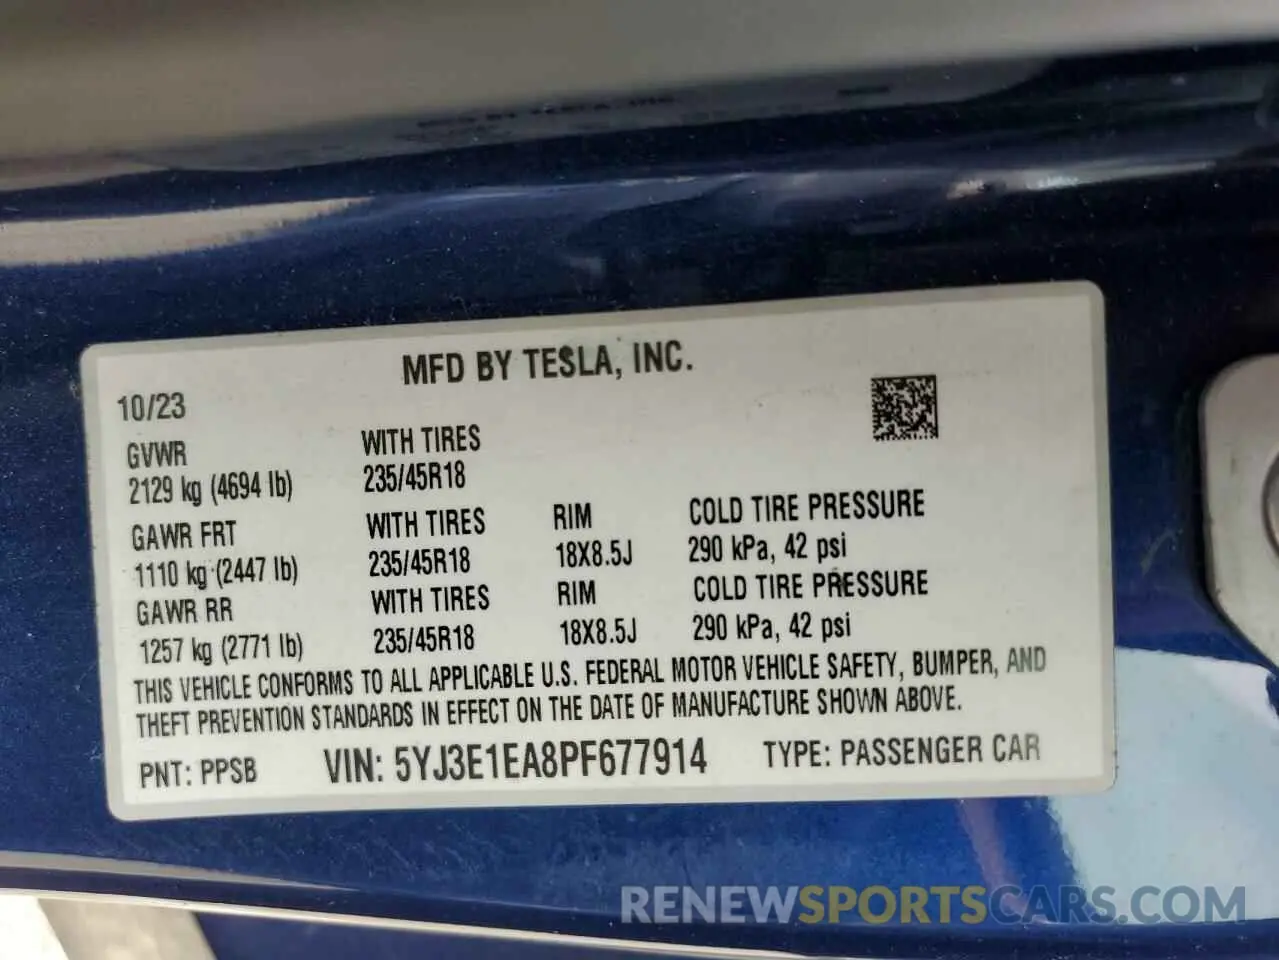 MFD BY TESLA, INC.
10/23
GVWR WITH TIRES
2129 kg (4694 lb) 235/45R18
GAWR FRT WITH TIRES RIM COLD TIRE PRESSURE
1110 kg (2447 lb) 235/45R18 18X8.5J 290 kPa, 42 psi
GAWR RR WITH TIRES RIM COLD TIRE PRESSURE
1257 kg (2771 lb) 235/45R18 18X8.5J 290 kPa, 42 psi
THIS VEHICLE CONFORMS TO ALL APPLICABLE U.S. FEDERAL MOTOR VEHICLE SAFETY, BUMPER, AND
THEFT PREVENTION STANDARDS IN EFFECT ON THE DATE OF MANUFACTURE SHOWN ABOVE.
PNT: PPSB VIN: 5YJ3E1EA8PF677914 TYPE: PASSENGER CAR
RENEWSPORTSCARS.COM